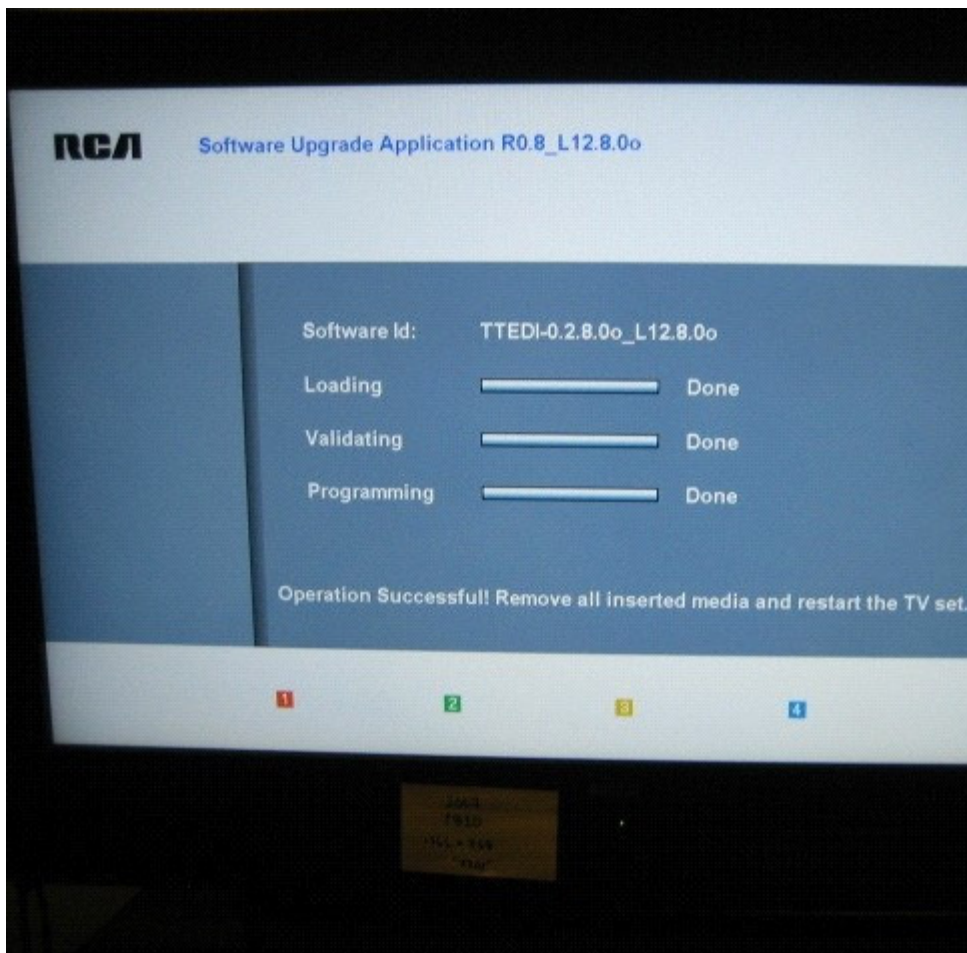 RCA Software Upgrade Application R0.8_L12.8.0o
Software Id: TTEDI-0.2.8.0o_L12.8.0o
Loading Done
Validating Done
Programming Done
Operation Successful! Remove all inserted media and restart the TV set.
1 2 3 4